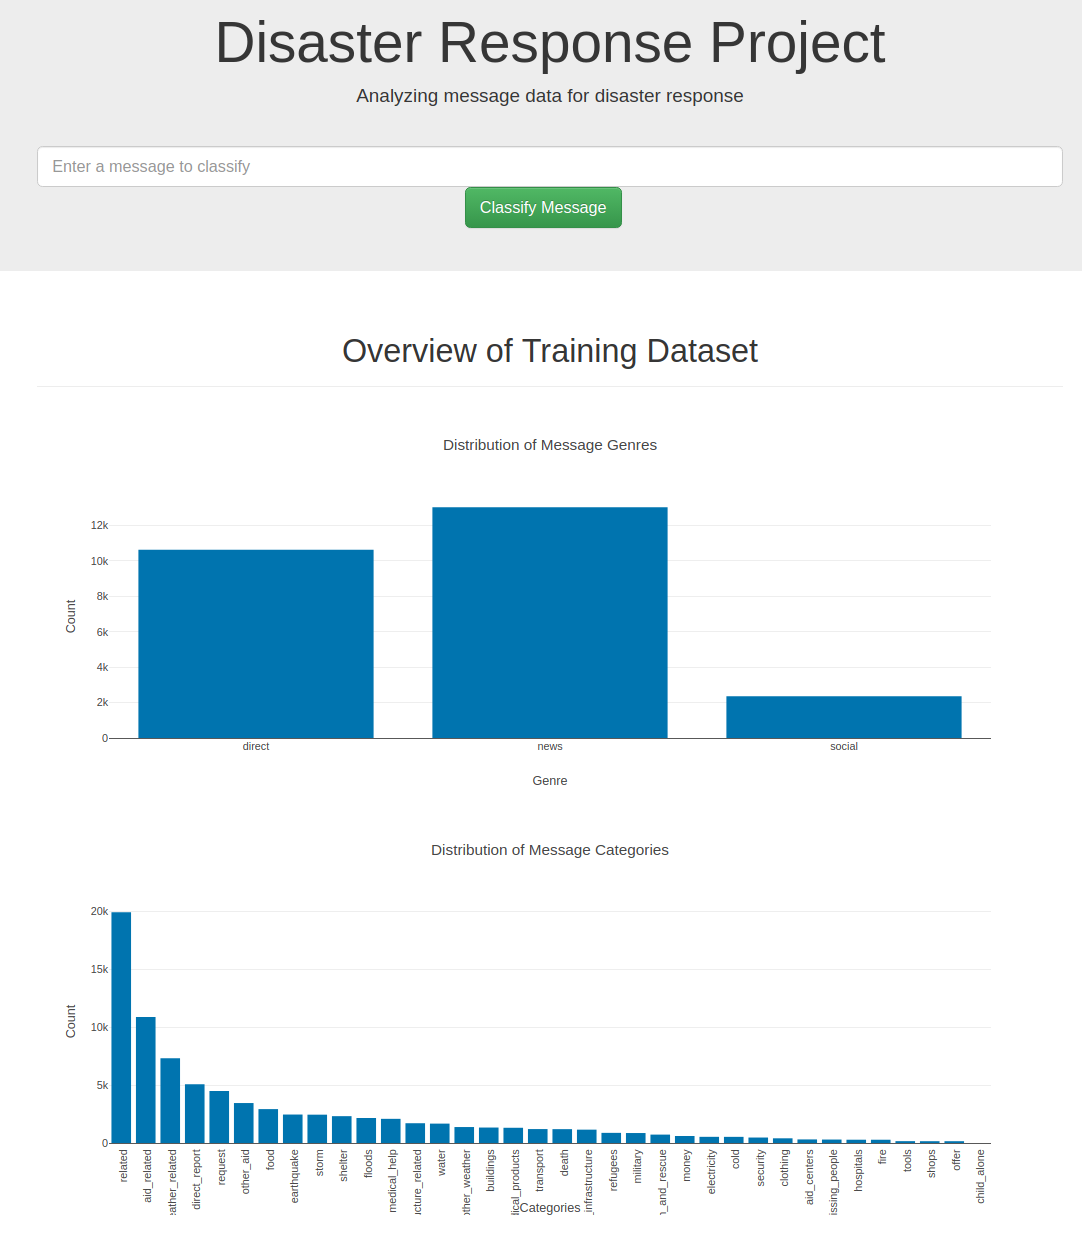 Disaster Response Project
Analyzing message data for disaster response
Enter a message to classify
Classify Message
Overview of Training Dataset
Distribution of Message Genres
12k
10k
8k
6k
4k
2k
0
Count
direct
news
social
Genre
Distribution of Message Categories
20k
15k
10k
5k
0
Count
related
aid_related
eather_related
direct_report
request
other_aid
food
earthquake
storm
shelter
floods
medical_help
cture_related
water
other_weather
buildings
dical_products
transport
death
_infrastructure
refugees
military
h_and_rescue
money
electricity
cold
security
clothing
aid_centers
issing_people
hospitals
fire
tools
shops
offer
child_alone
Categories